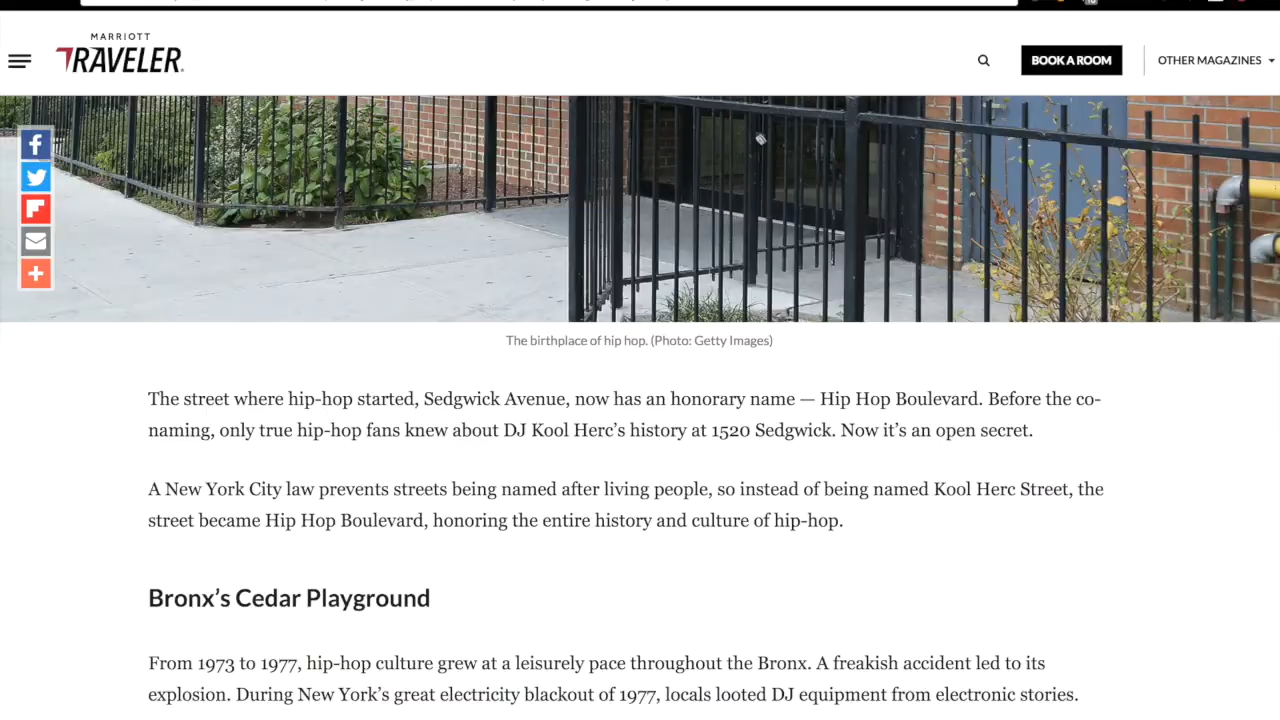 MARRIOTT
TRAVELER
BOOK A ROOM
OTHER MAGAZINES
The birthplace of hip hop. (Photo: Getty Images)
The street where hip-hop started, Sedgwick Avenue, now has an honorary name — Hip Hop Boulevard. Before the co-
naming, only true hip-hop fans knew about DJ Kool Herc’s history at 1520 Sedgwick. Now it’s an open secret.
A New York City law prevents streets being named after living people, so instead of being named Kool Herc Street, the
street became Hip Hop Boulevard, honoring the entire history and culture of hip-hop.
Bronx’s Cedar Playground
From 1973 to 1977, hip-hop culture grew at a leisurely pace throughout the Bronx. A freakish accident led to its
explosion. During New York’s great electricity blackout of 1977, locals looted DJ equipment from electronic stories.